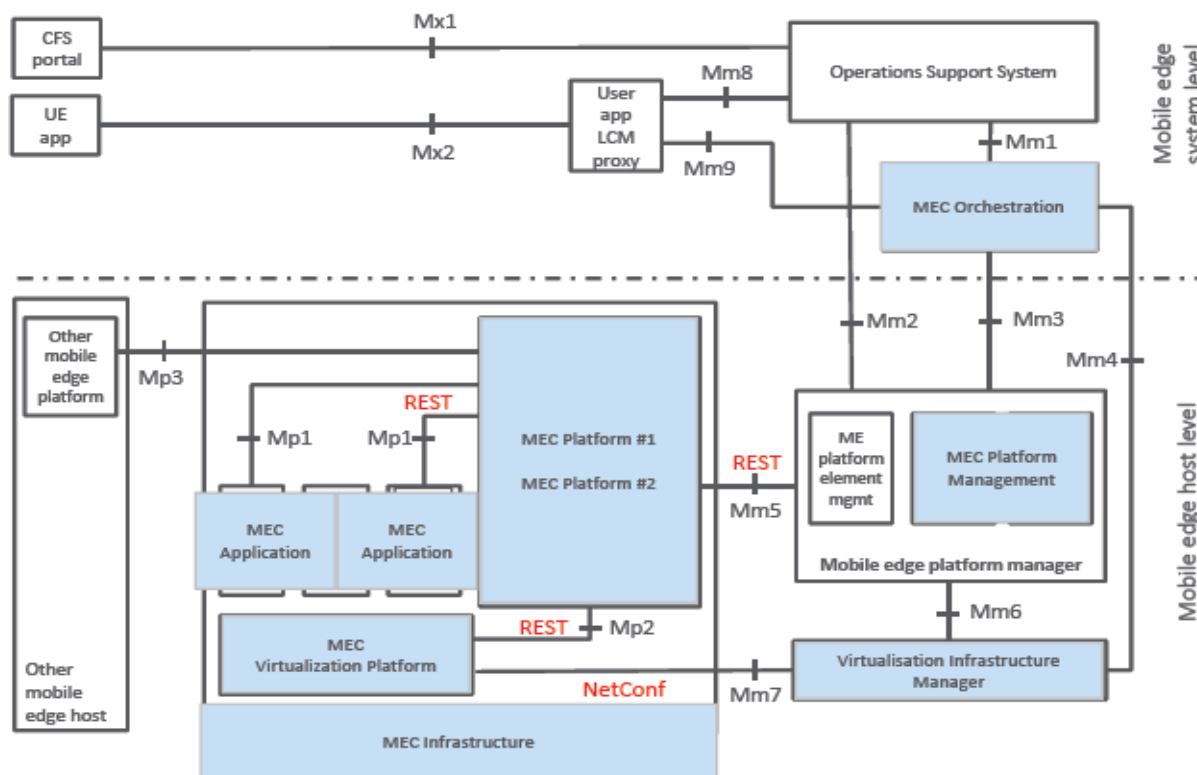 CFS
portal
Mx1
Operations Support System
Mobile edge
system level
UE
app
Mx2
User
app
LCM
proxy
Mm8
Mm9
Mm1
MEC Orchestration
Other
mobile
edge
platform
Mp3
REST
Mp1
Mp1
MEC Platform #1
MEC Platform #2
Mm2
Mm3
Mm4
REST
Mm5
ME
platform
element
mgmt
MEC Platform
Management
Mobile edge platform manager
Mobile edge host level
MEC
Application
MEC
Application
REST
Mp2
Mm6
MEC
Virtualization Platform
NetConf
Mm7
Virtualisation Infrastructure
Manager
Other
mobile
edge host
MEC Infrastructure